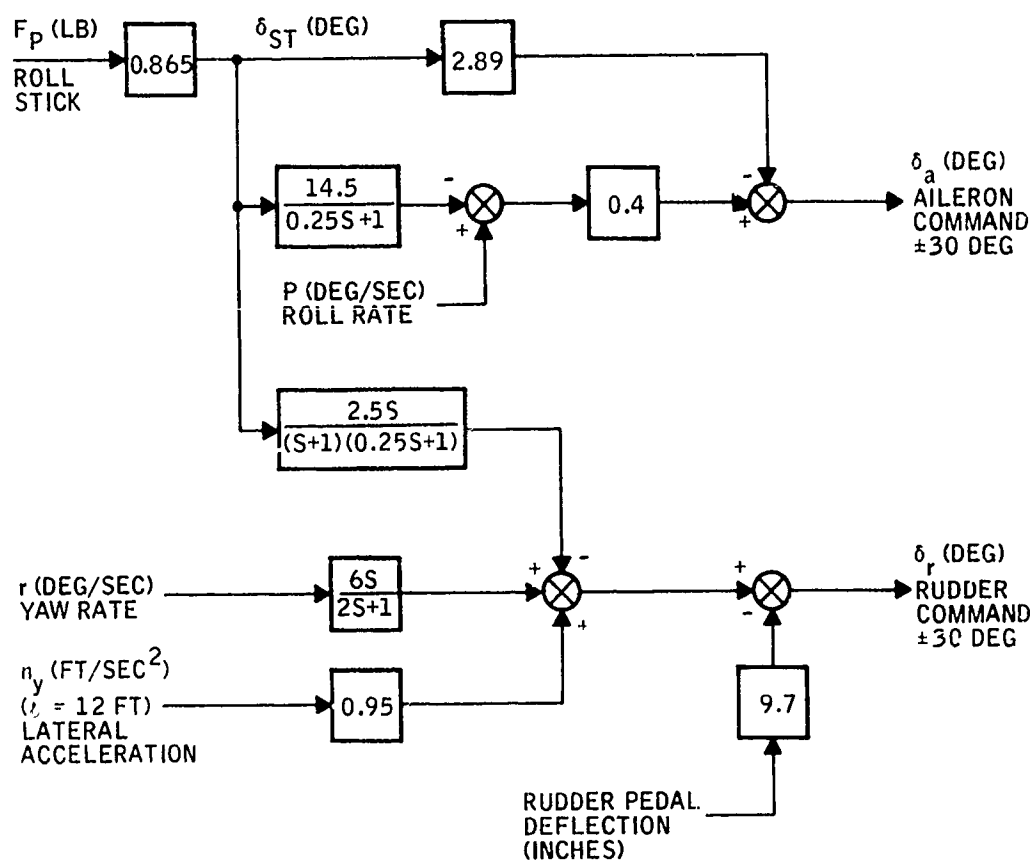 F_P (LB)
ROLL
STICK
0.865
δ_ST (DEG)
2.89
14.5
0.25S+1
-
+
P (DEG/SEC)
ROLL RATE
0.4
-
+
δ_a (DEG)
AILERON
COMMAND
±30 DEG
2.5S
(S+1)(0.25S+1)
-
r (DEG/SEC)
YAW RATE
6S
2S+1
+
+
n_y (FT/SEC²)
= 12 FT)
LATERAL
ACCELERATION
0.95
+
-
δ_r (DEG)
RUDDER
COMMAND
±30 DEG
9.7
RUDDER PEDAL
DEFLECTION
(INCHES)